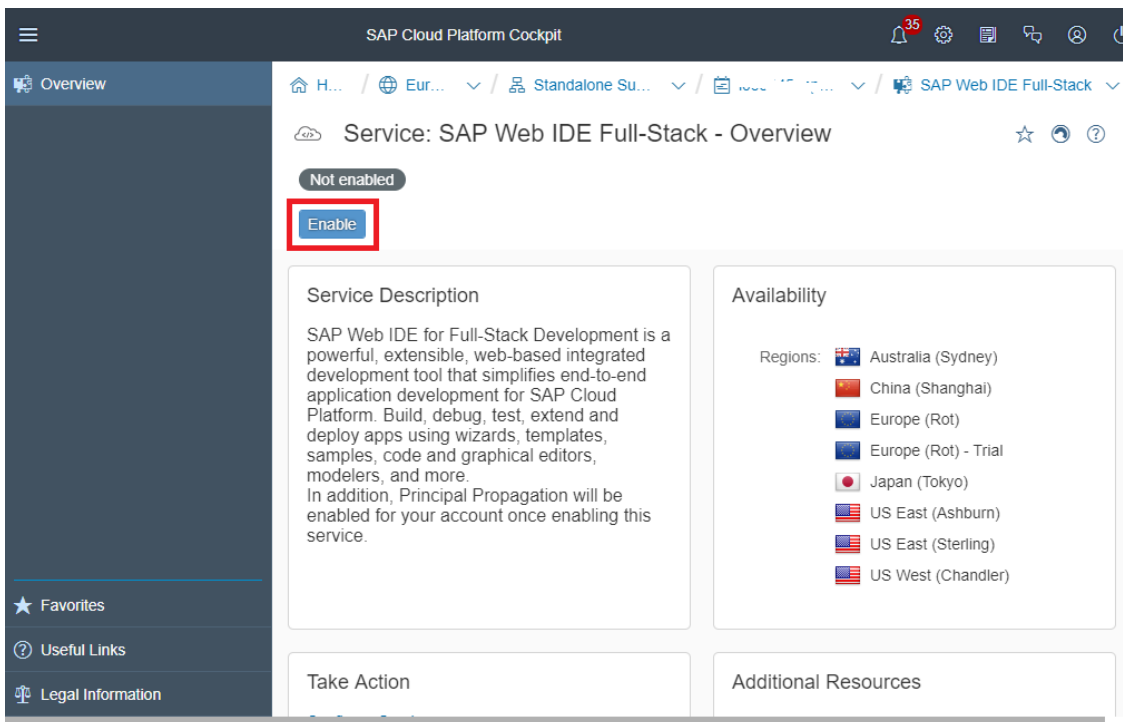 SAP Cloud Platform Cockpit
35
Overview
H... / Eur... / Standalone Su... / / SAP Web IDE Full-Stack
Service: SAP Web IDE Full-Stack - Overview
Not enabled
Enable
Service Description
SAP Web IDE for Full-Stack Development is a
powerful, extensible, web-based integrated
development tool that simplifies end-to-end
application development for SAP Cloud
Platform. Build, debug, test, extend and
deploy apps using wizards, templates,
samples, code and graphical editors,
modelers, and more.
In addition, Principal Propagation will be
enabled for your account once enabling this
service.
Availability
Regions: Australia (Sydney)
China (Shanghai)
Europe (Rot)
Europe (Rot) - Trial
Japan (Tokyo)
US East (Ashburn)
US East (Sterling)
US West (Chandler)
Favorites
Useful Links
Legal Information
Take Action
Additional Resources